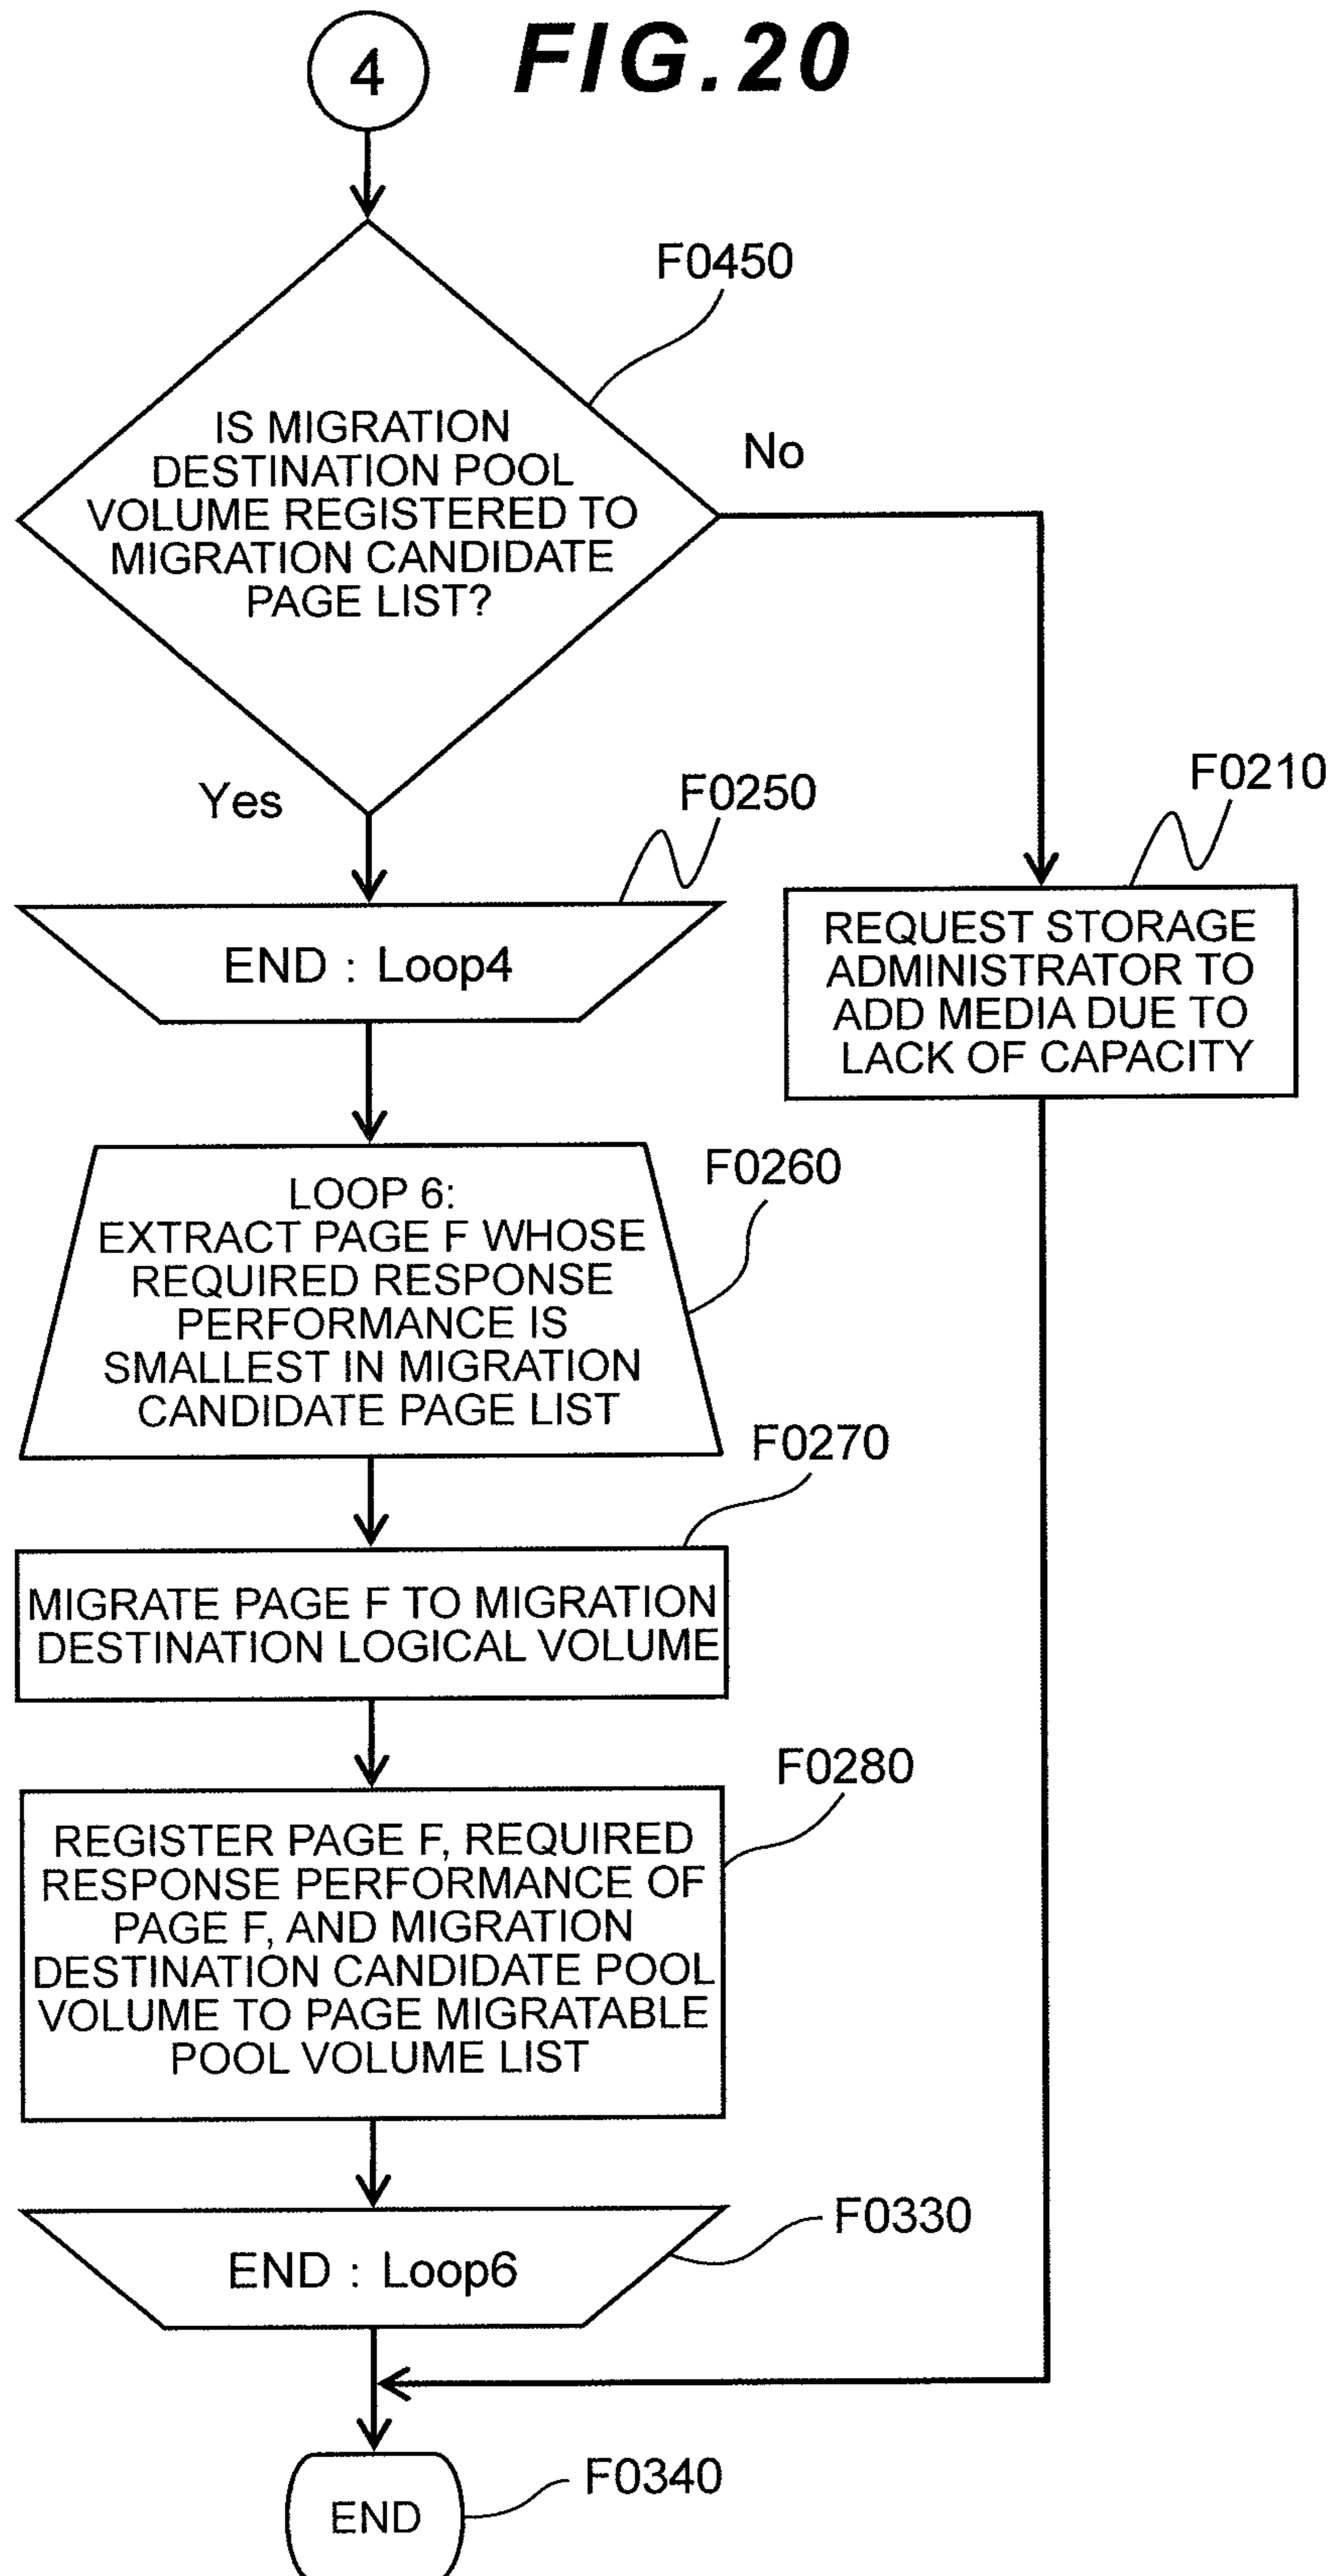 FIG.20
4
F0450
IS MIGRATION
DESTINATION POOL
VOLUME REGISTERED TO
MIGRATION CANDIDATE
PAGE LIST?
No
Yes
F0250
F0210
END : Loop4
REQUEST STORAGE
ADMINISTRATOR TO
ADD MEDIA DUE TO
LACK OF CAPACITY
F0260
LOOP 6:
EXTRACT PAGE F WHOSE
REQUIRED RESPONSE
PERFORMANCE IS
SMALLEST IN MIGRATION
CANDIDATE PAGE LIST
F0270
MIGRATE PAGE F TO MIGRATION
DESTINATION LOGICAL VOLUME
F0280
REGISTER PAGE F, REQUIRED
RESPONSE PERFORMANCE OF
PAGE F, AND MIGRATION
DESTINATION CANDIDATE POOL
VOLUME TO PAGE MIGRATABLE
POOL VOLUME LIST
F0330
END : Loop6
F0340
END